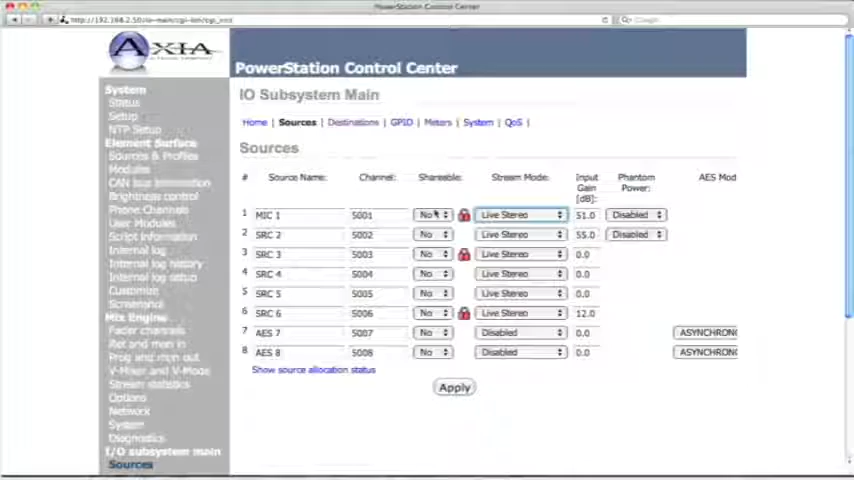 PowerStation Control Center
Google
AXIA
PowerStation Control Center
System
Status
Setup
NTP Setup
Element Surface
Sources & Profiles
Modules
CAN bus information
Brightness control
Phone Channels
User Modules
Script information
Internal log
Internal log history
Internal log setup
Customize
Screenshot
Mix Engine
Fader channels
Ret and mon in
Prog and mon out
V-Mixer and V-Mode
Stream statistics
Options
Network
System
Diagnostics
I/O subsystem main
Sources
IO Subsystem Main
Home | Sources | Destinations | GPIO | Meters | System | QoS |
Sources
# Source Name: Channel: Shareable: Stream Mode: Input Gain [dB]: Phantom Power: AES Mod
1 MIC 1 5001 No Live Stereo 51.0 Disabled
2 SRC 2 5002 No Live Stereo 55.0 Disabled
3 SRC 3 5003 No Live Stereo 0.0
4 SRC 4 5004 No Live Stereo 0.0
5 SRC 5 5005 No Live Stereo 0.0
6 SRC 6 5006 No Live Stereo 12.0
7 AES 7 5007 No Disabled 0.0 ASYNCHRON
8 AES 8 5008 No Disabled 0.0 ASYNCHRON
Show source allocation status
Apply